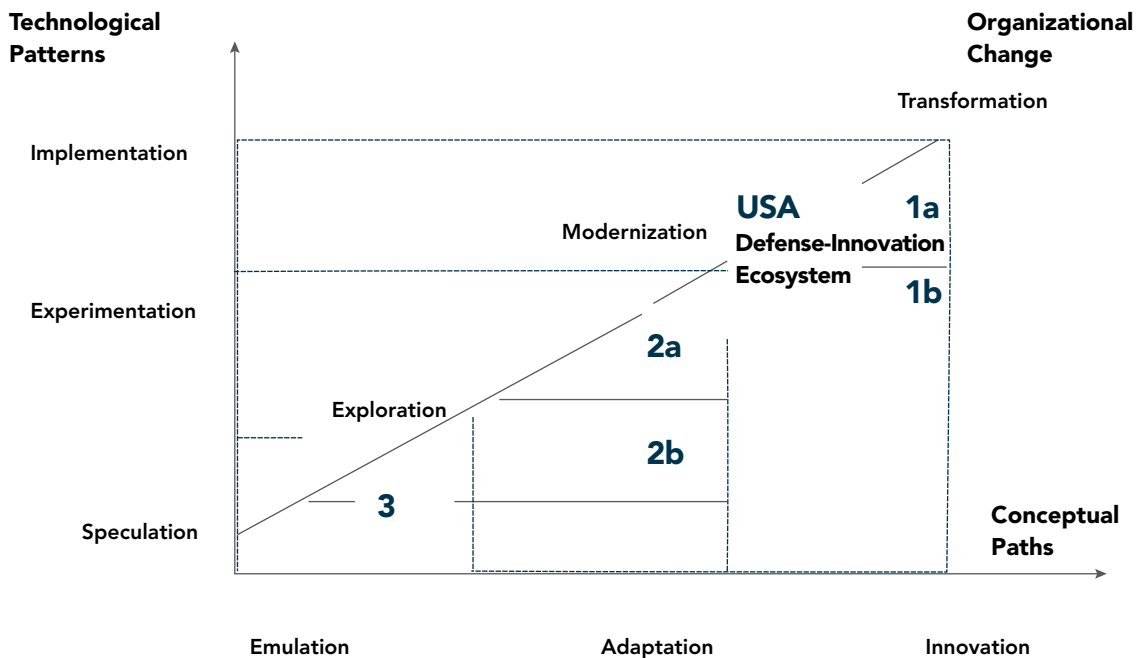 Technological
Patterns
Organizational
Change
Transformation
Implementation
USA
1a
Modernization
Defense-Innovation
Ecosystem
1b
Experimentation
2a
Exploration
2b
3
Speculation
Conceptual
Paths
Emulation
Adaptation
Innovation